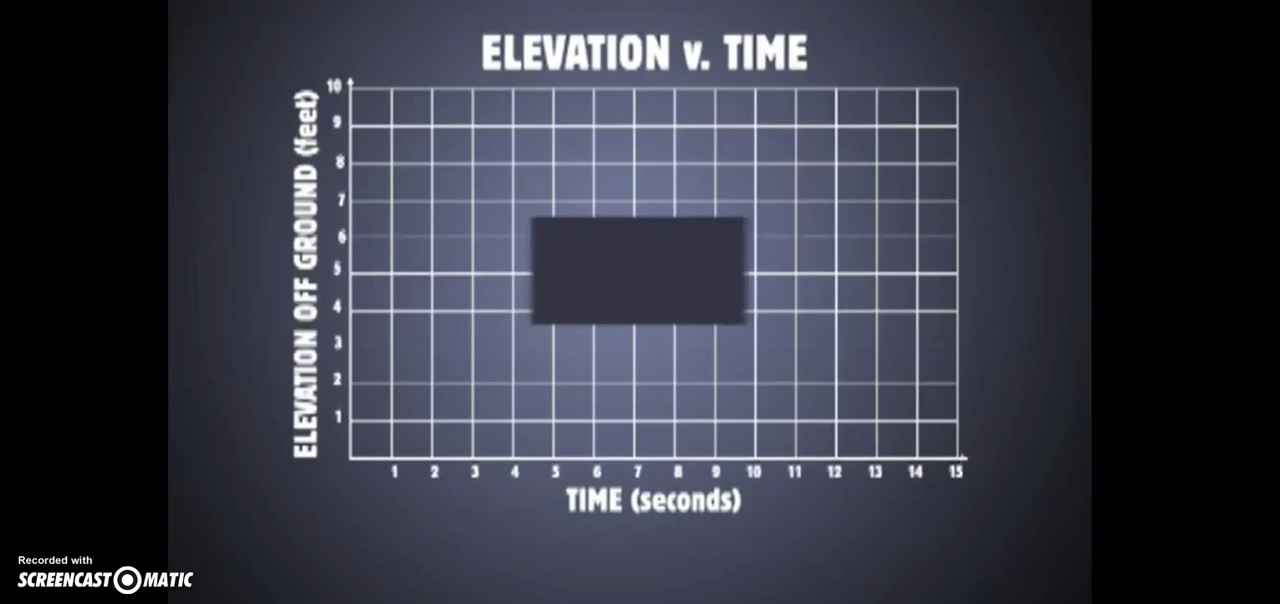 ELEVATION v. TIME
ELEVATION OFF GROUND (feet)
10
9
8
7
6
5
4
3
2
1
1 2 3 4 5 6 7 8 9 10 11 12 13 14 15
TIME (seconds)
Recorded with
SCREENCAST O MATIC